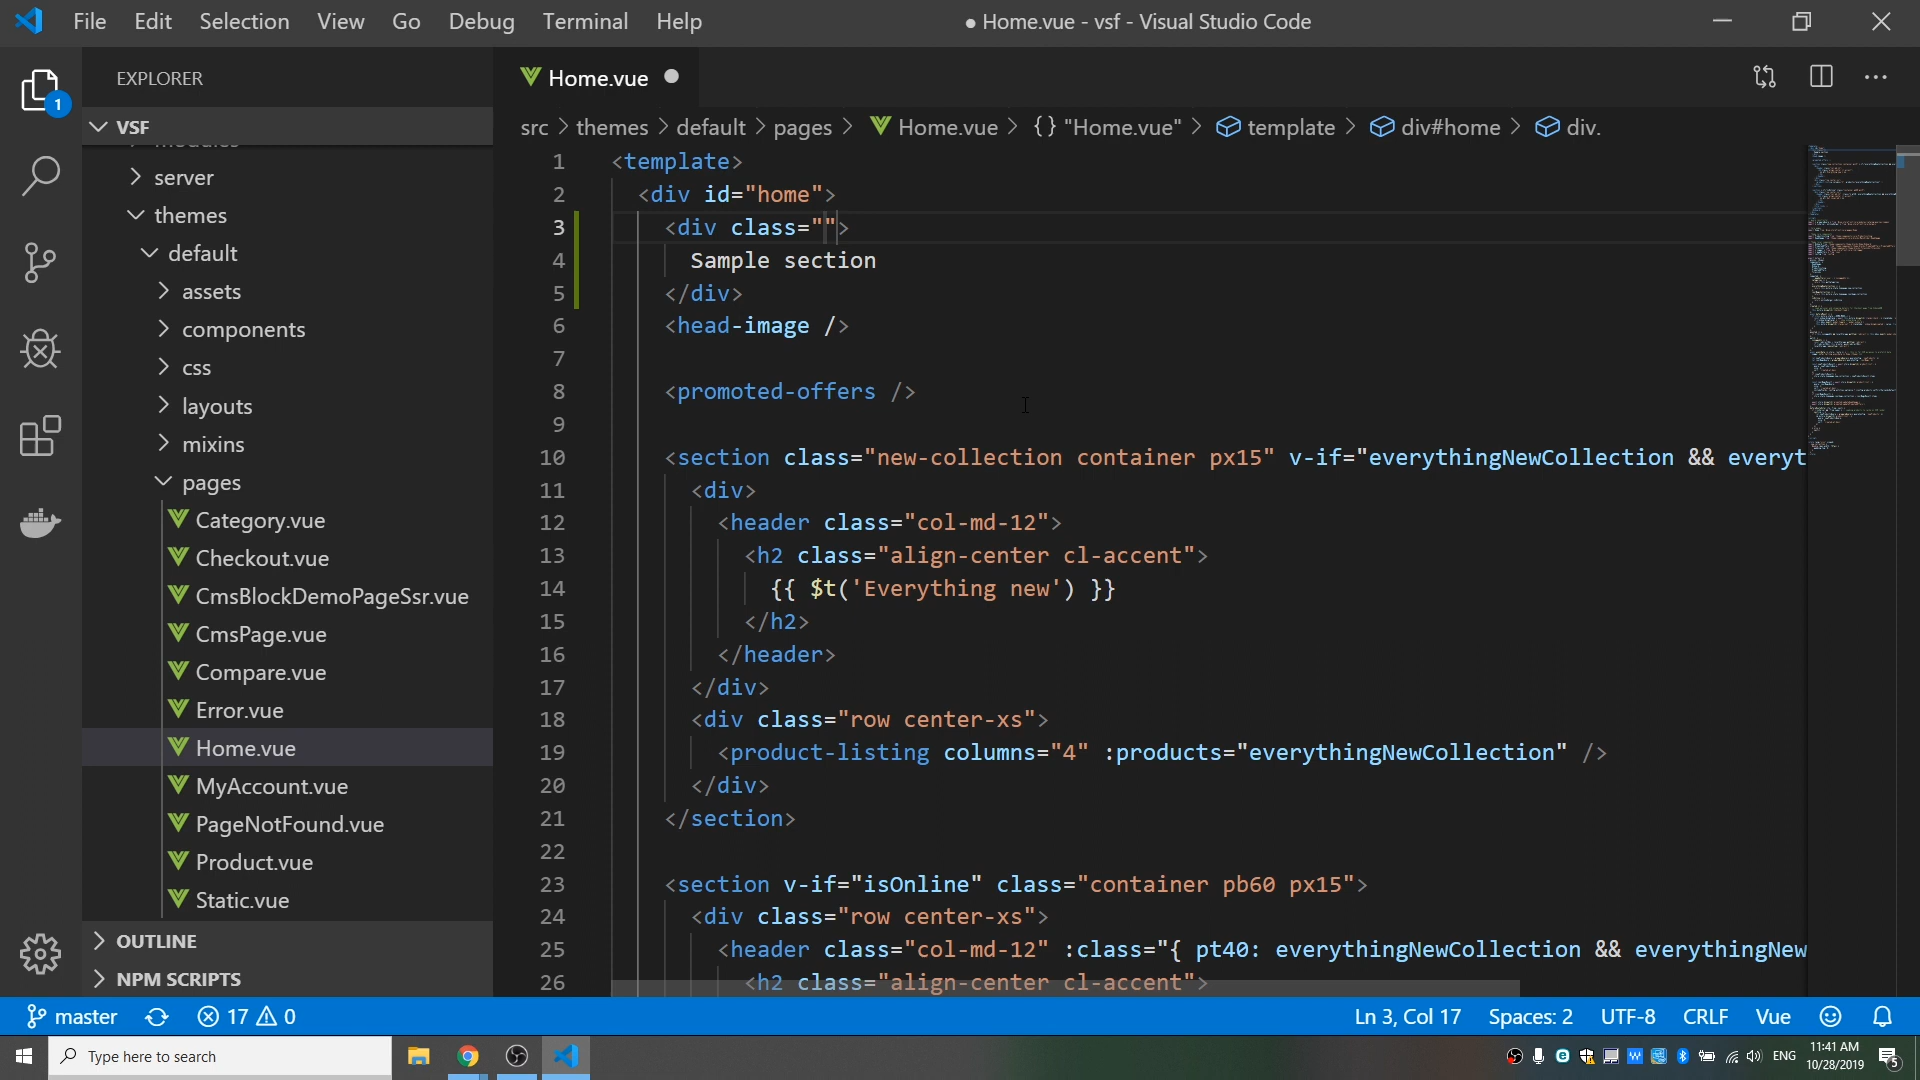 File Edit Selection View Go Debug Terminal Help
● Home.vue - vsf - Visual Studio Code
EXPLORER
VSF
server
themes
default
assets
components
css
layouts
mixins
pages
Category.vue
Checkout.vue
CmsBlockDemoPageSsr.vue
CmsPage.vue
Compare.vue
Error.vue
Home.vue
MyAccount.vue
PageNotFound.vue
Product.vue
Static.vue
OUTLINE
NPM SCRIPTS
1
Home.vue
src > themes > default > pages > Home.vue > {} "Home.vue" > template > div#home > div.
1 <template>
2 <div id="home">
3 <div class="">
4 Sample section
5 </div>
6 <head-image />
7
8 <promoted-offers />
9
10 <section class="new-collection container px15" v-if="everythingNewCollection && everyt
11 <div>
12 <header class="col-md-12">
13 <h2 class="align-center cl-accent">
14 {{ $t('Everything new') }}
15 </h2>
16 </header>
17 </div>
18 <div class="row center-xs">
19 <product-listing columns="4" :products="everythingNewCollection" />
20 </div>
21 </section>
22
23 <section v-if="isOnline" class="container pb60 px15">
24 <div class="row center-xs">
25 <header class="col-md-12" :class="{ pt40: everythingNewCollection && everythingNew
26 <h2 class="align-center cl-accent">
master 17 0 Ln 3, Col 17 Spaces: 2 UTF-8 CRLF Vue
Type here to search
ENG
11:41 AM
10/28/2019
5